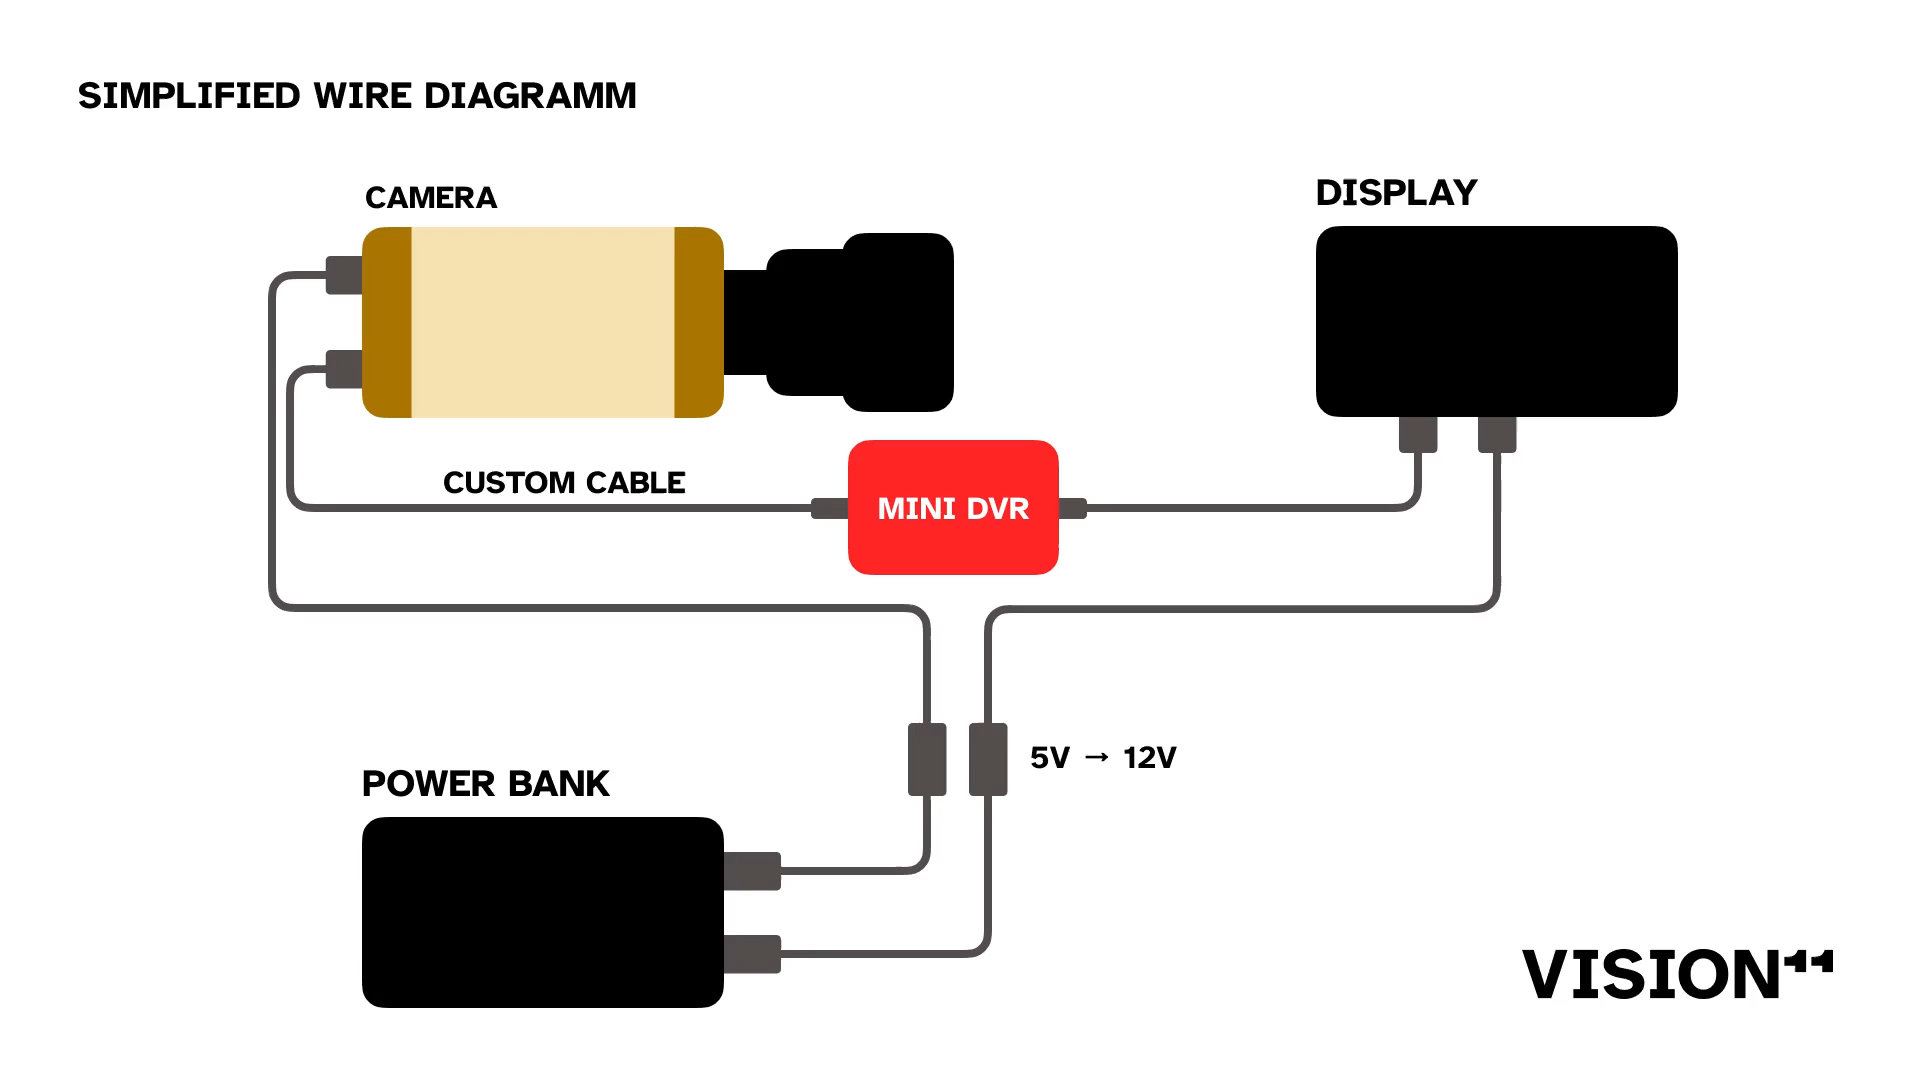 SIMPLIFIED WIRE DIAGRAMM
CAMERA
DISPLAY
CUSTOM CABLE
MINI DVR
5V → 12V
POWER BANK
VISION¹¹